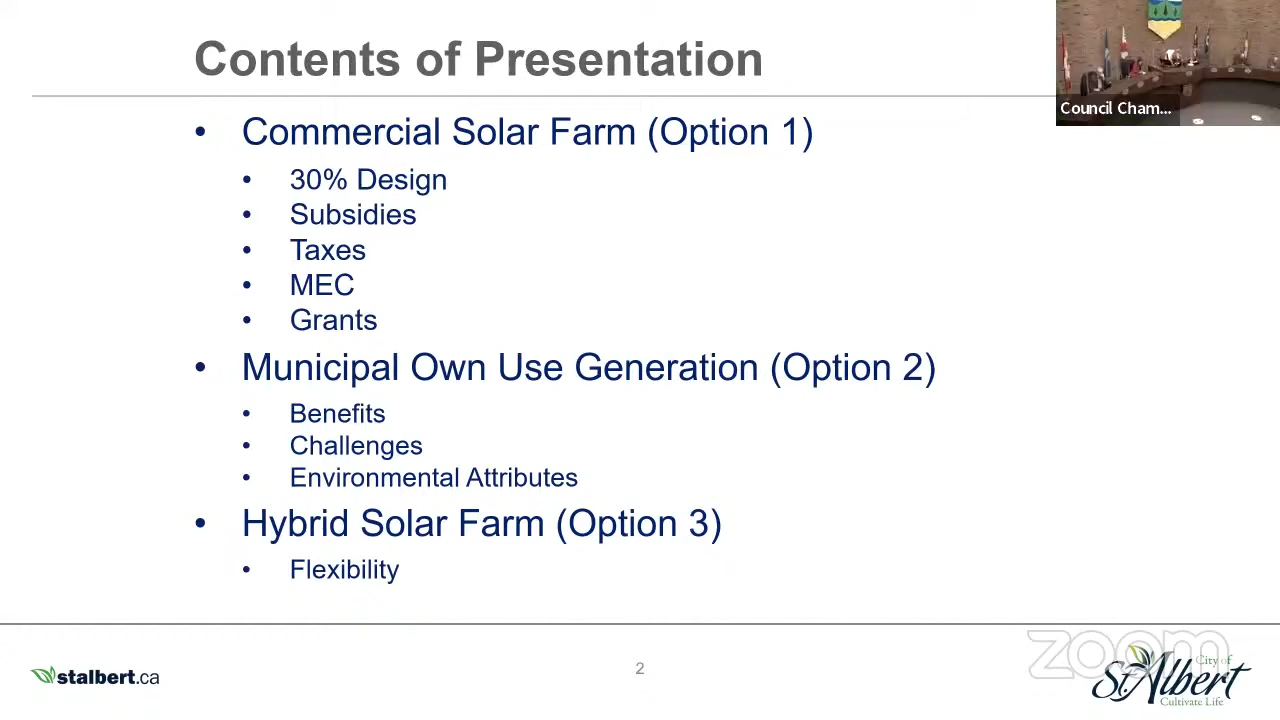 Contents of Presentation
Council Cham...
• Commercial Solar Farm (Option 1)
• 30% Design
• Subsidies
• Taxes
• MEC
• Grants
• Municipal Own Use Generation (Option 2)
• Benefits
• Challenges
• Environmental Attributes
• Hybrid Solar Farm (Option 3)
• Flexibility
stalbert.ca
2
zoom
City of
St. Albert
Cultivate Life